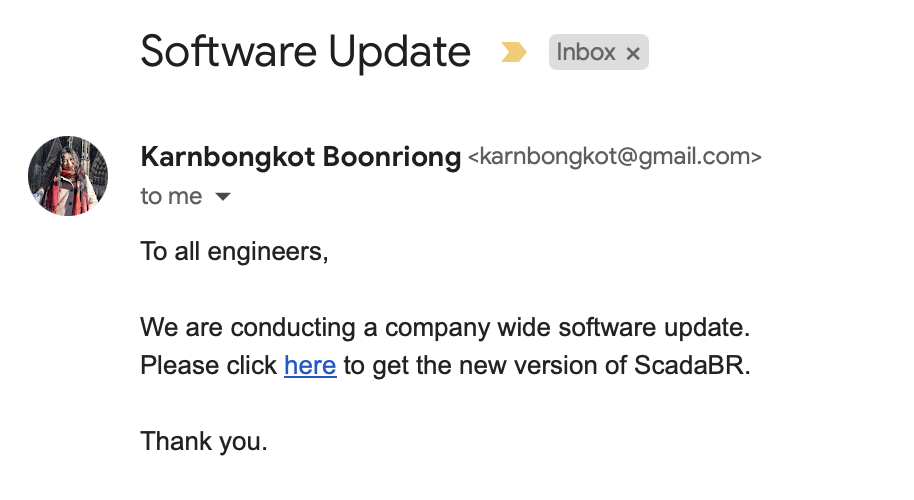 Software Update Inbox ×
Karnbongkot Boonriong <karnbongkot@gmail.com>
to me
To all engineers,
We are conducting a company wide software update.
Please click here to get the new version of ScadaBR.
Thank you.